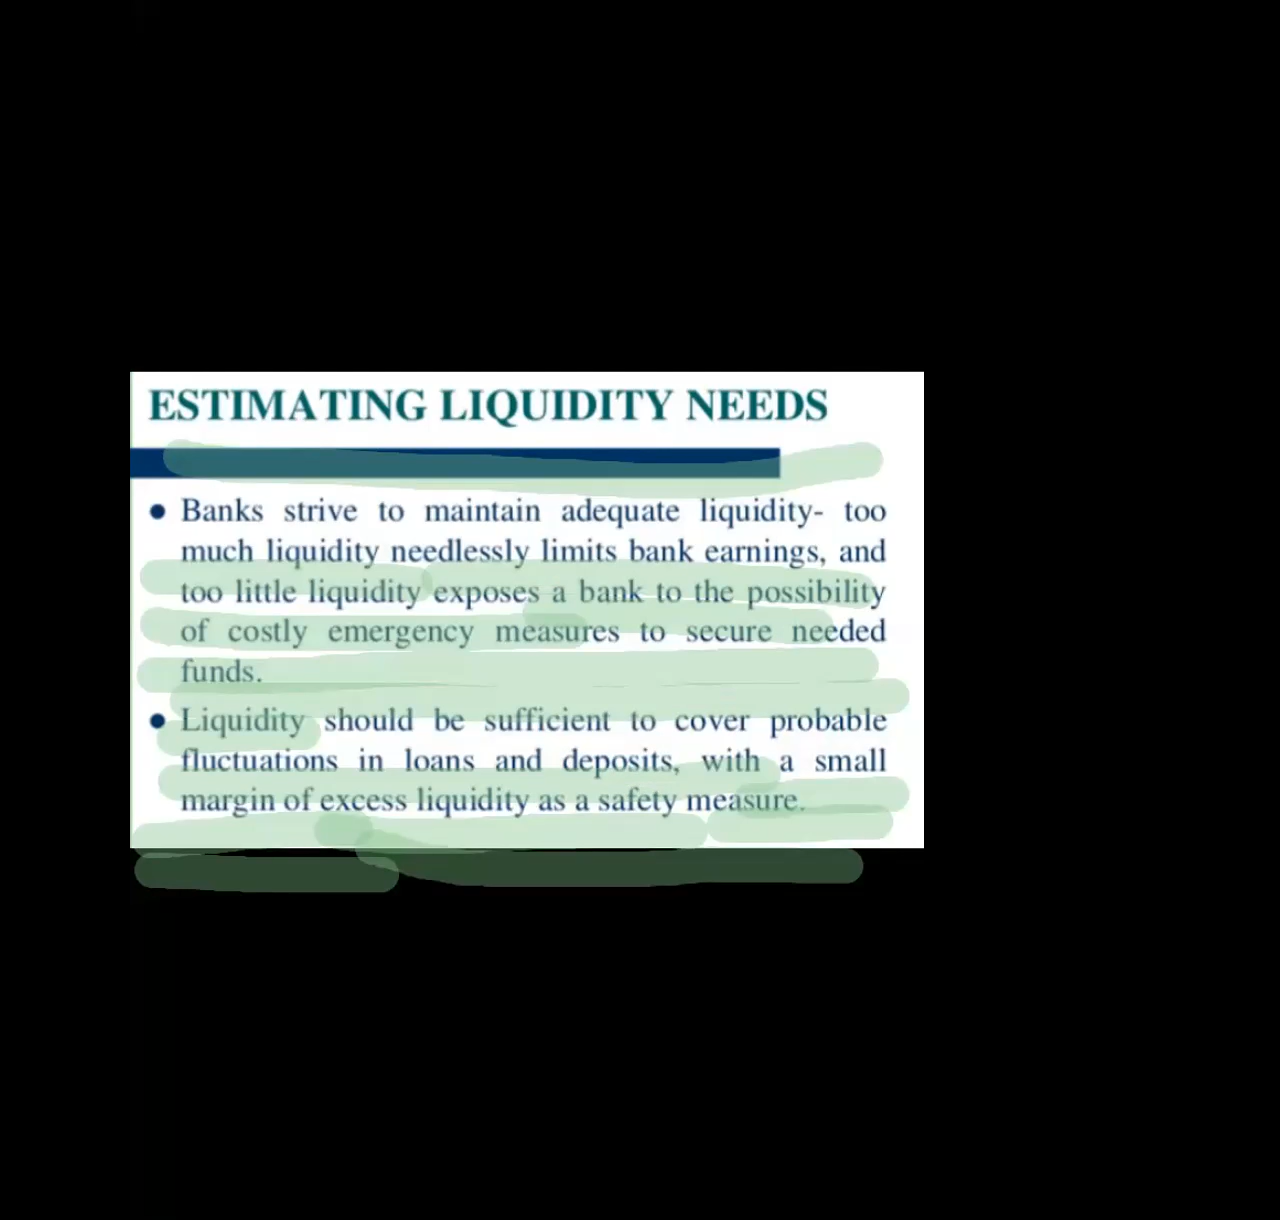 ESTIMATING LIQUIDITY NEEDS
● Banks strive to maintain adequate liquidity- too
much liquidity needlessly limits bank earnings, and
too little liquidity exposes a bank to the possibility
of costly emergency measures to secure needed
funds.
● Liquidity should be sufficient to cover probable
fluctuations in loans and deposits, with a small
margin of excess liquidity as a safety measure.